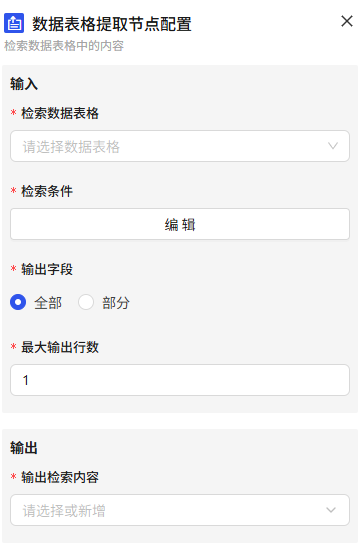 数据表格提取节点配置
检索数据表格中的内容
输入
* 检索数据表格
请选择数据表格
* 检索条件
编 辑
* 输出字段
全部 部分
* 最大输出行数
1
输出
* 输出检索内容
请选择或新增